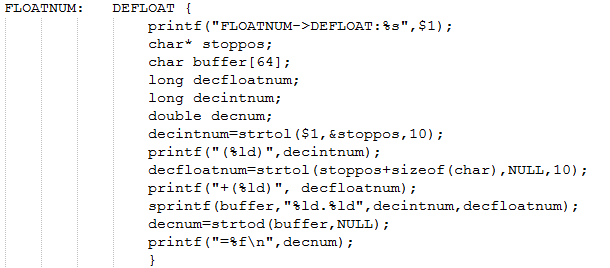 FLOATNUM: DEFLOAT {
printf("FLOATNUM->DEFLOAT:%s",$1);
char* stoppos;
char buffer[64];
long decfloatnum;
long decintnum;
double decnum;
decintnum=strtol($1,&stoppos,10);
printf("(%ld)",decintnum);
decfloatnum=strtol(stoppos+sizeof(char),NULL,10);
printf("+(%ld)", decfloatnum);
sprintf(buffer,"%ld.%ld",decintnum,decfloatnum);
decnum=strtod(buffer,NULL);
printf("=%f\n",decnum);
}